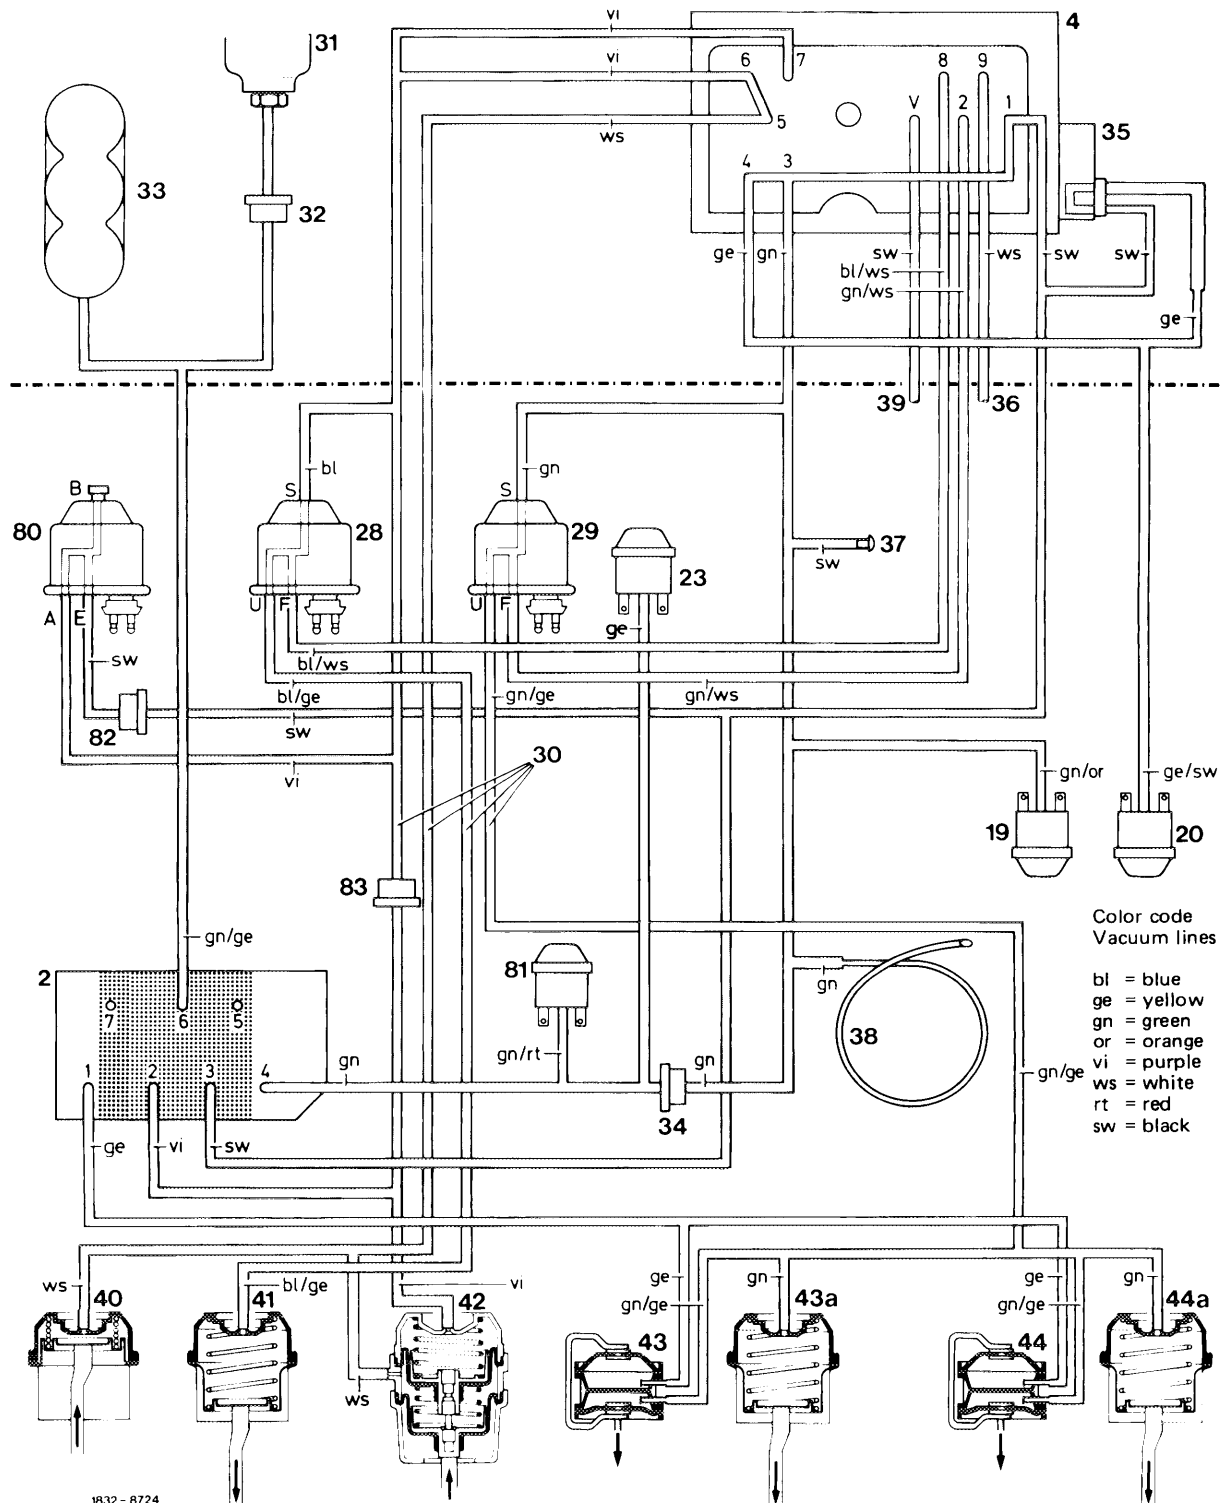 vi
4
31
6
7
vi
8
9
V
2
1
5
35
ws
4
3
33
32
ge
gn
sw
ws
sw
sw
bl/ws
gn/ws
ge
39
36
bl
gn
B
S
S
80
28
29
37
sw
23
A
E
U
F
U
F
ge
sw
bl/ws
bl/ge
gn/ge
gn/ws
82
sw
30
vi
gn/or
ge/sw
19
20
83
Color code
Vacuum lines
gn/ge
bl = blue
ge = yellow
gn = green
or = orange
vi = purple
ws = white
rt = red
sw = black
2
81
7
6
5
gn
38
gn/rt
1
2
3
4
gn
gn
gn/ge
34
ge
vi
sw
ws
40
bl/ge
41
vi
42
ge
gn
gn/ge
43
43a
ge
gn
gn/ge
44
44a
ws
1832-8724